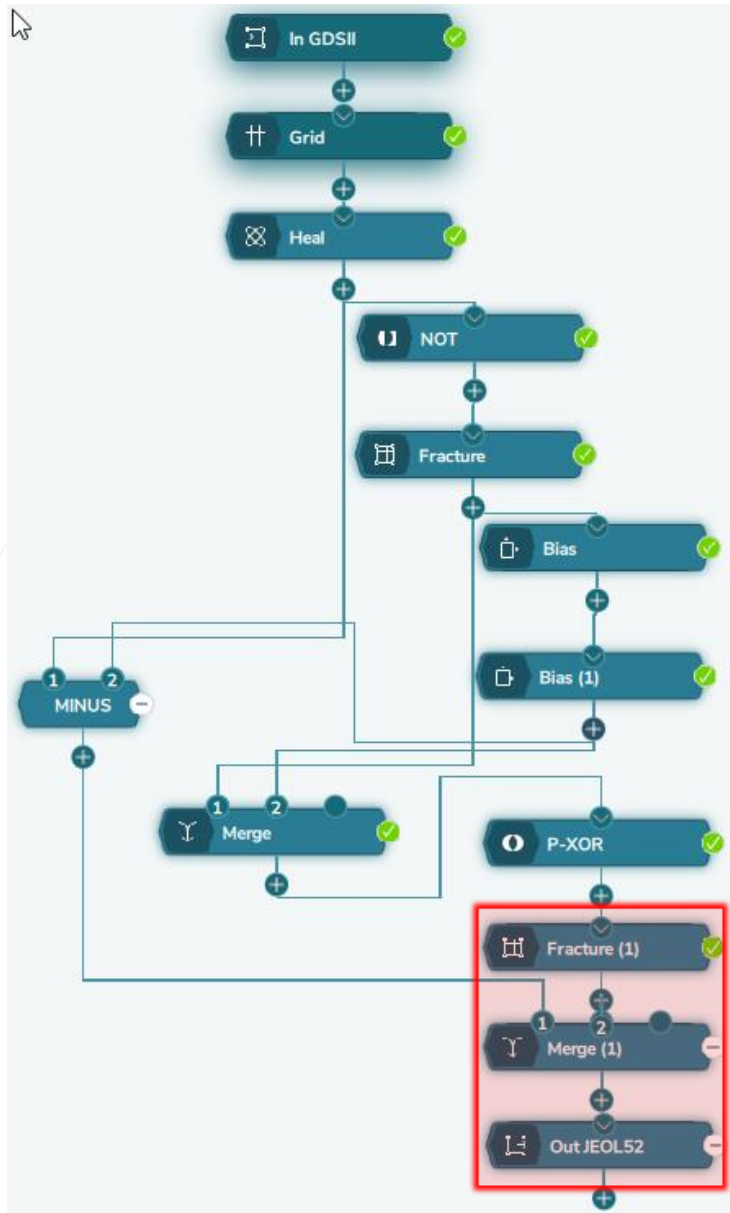 In GDSII
Grid
Heal
NOT
Fracture
Bias
1 2
MINUS
Bias (1)
1 2
Merge
P-XOR
Fracture (1)
1 2
Merge (1)
Out JEOL52